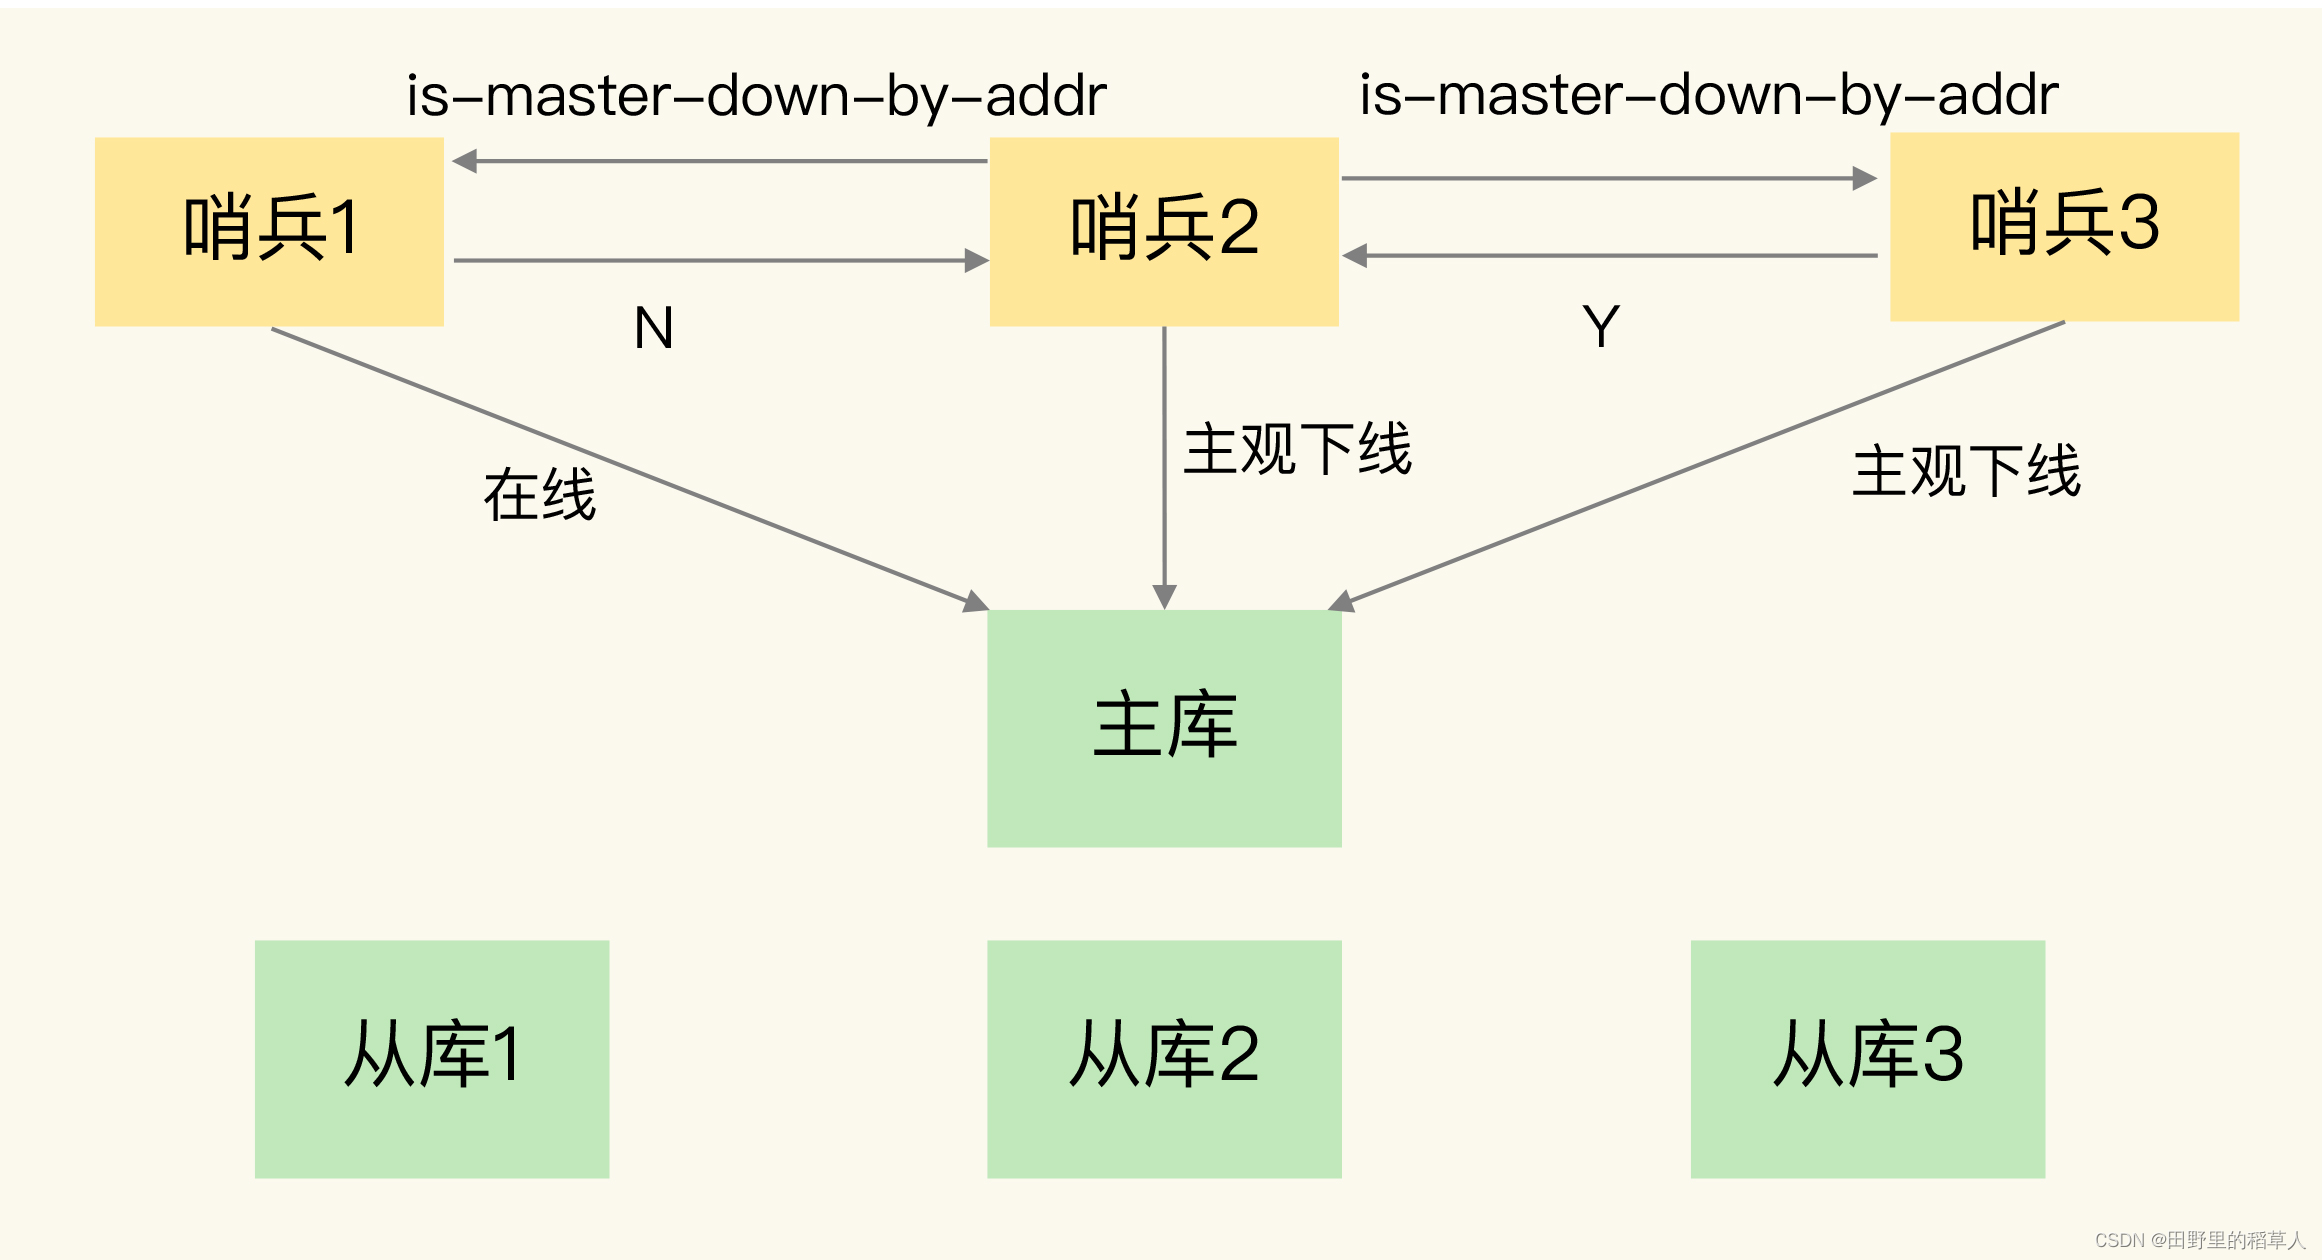 is-master-down-by-addr
is-master-down-by-addr
哨兵1
哨兵2
哨兵3
N
Y
在线
主观下线
主观下线
主库
从库1
从库2
从库3
CSDN @田野里的稻草人